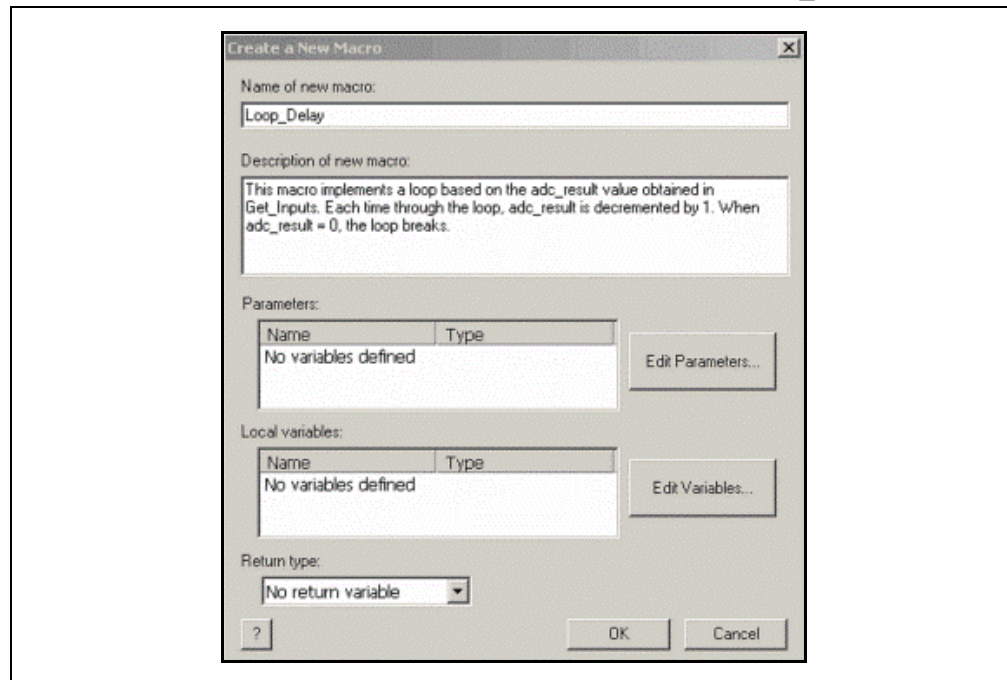 Create a New Macro
Name of new macro:
Loop_Delay
Description of new macro:
This macro implements a loop based on the adc_result value obtained in
Get_Inputs. Each time through the loop, adc_result is decremented by 1. When
adc_result = 0, the loop breaks.
Parameters:
Name Type
No variables defined
Edit Parameters...
Local variables:
Name Type
No variables defined
Edit Variables...
Return type:
No return variable
? OK Cancel